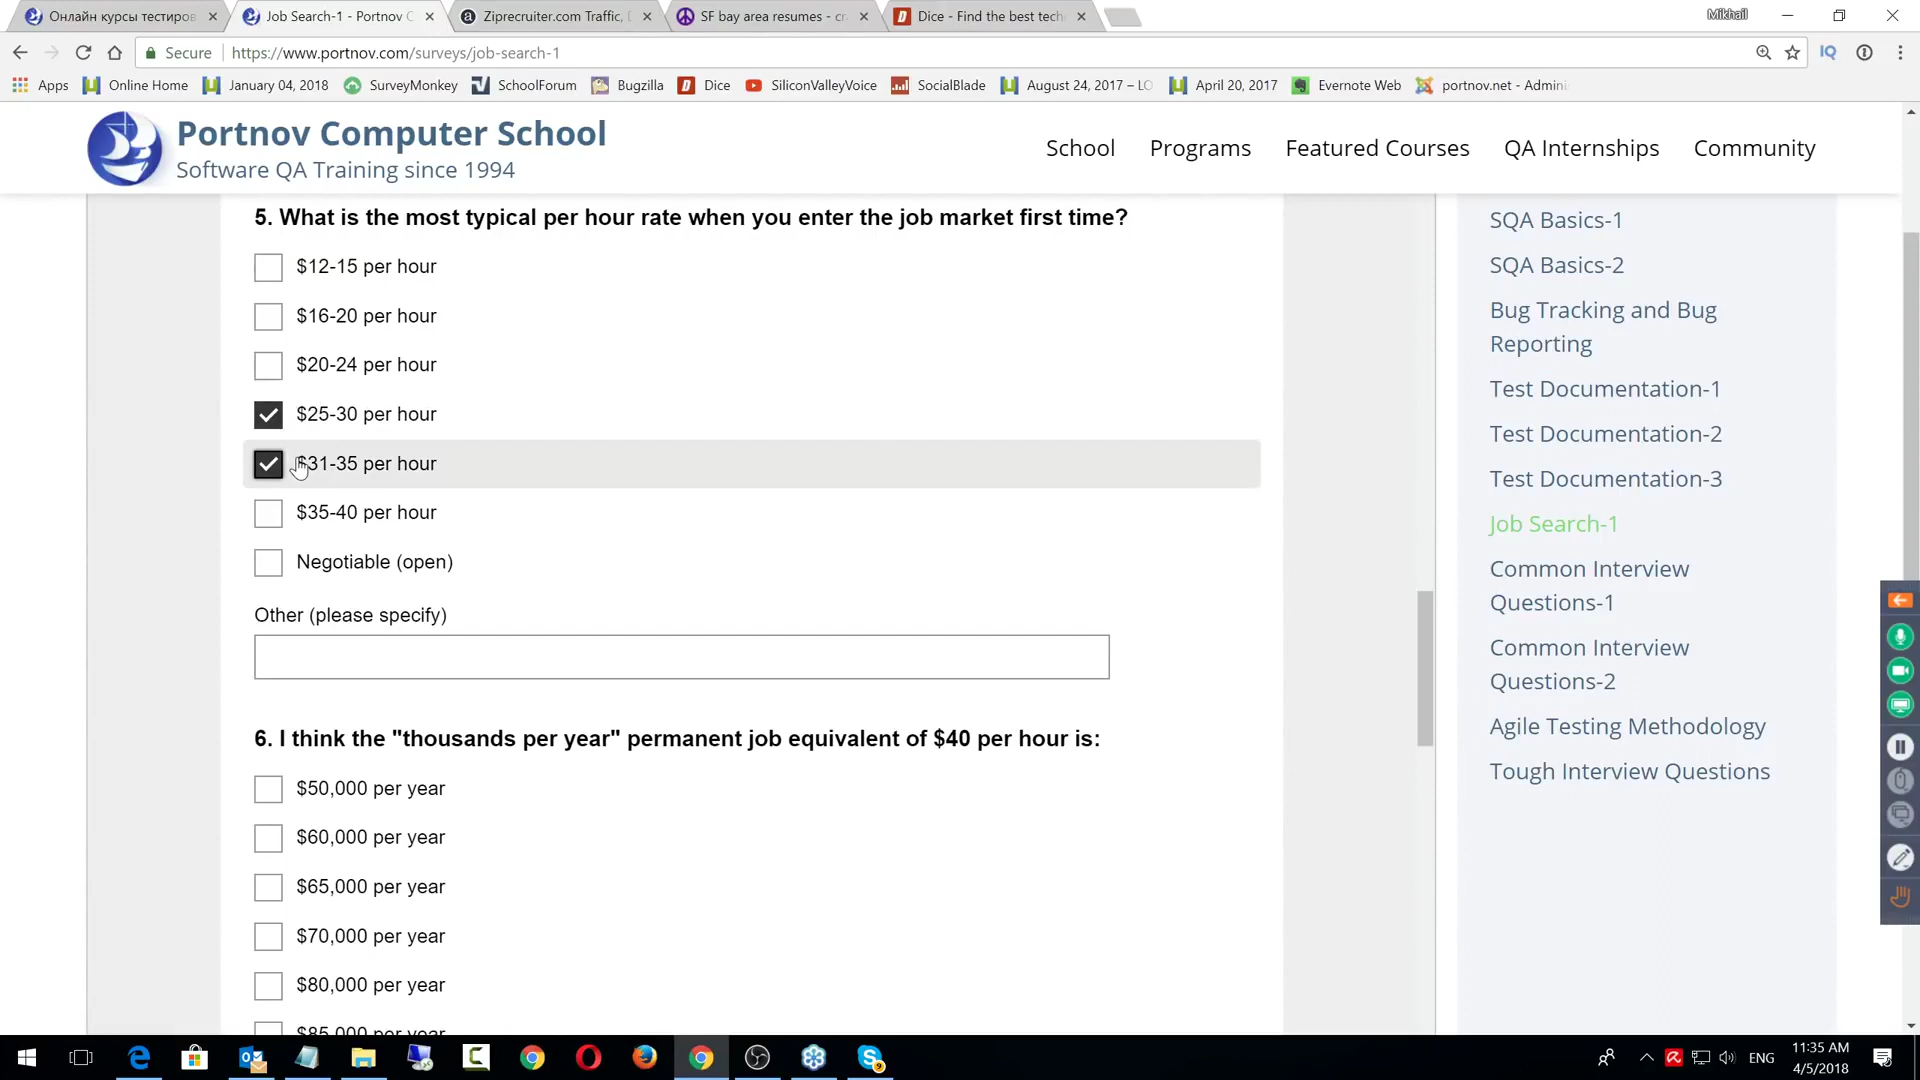 Онлайн курсы тестиров
Job Search-1 - Portnov C
Ziprecruiter.com Traffic, D
SF bay area resumes - cr
Dice - Find the best tech
Mikhail
Secure
https://www.portnov.com/surveys/job-search-1
Apps
Online Home
January 04, 2018
SurveyMonkey
SchoolForum
Bugzilla
Dice
SiliconValleyVoice
SocialBlade
August 24, 2017 – LO
April 20, 2017
Evernote Web
portnov.net - Admini
Portnov Computer School
Software QA Training since 1994
School
Programs
Featured Courses
QA Internships
Community
5. What is the most typical per hour rate when you enter the job market first time?
$12-15 per hour
$16-20 per hour
$20-24 per hour
$25-30 per hour
$31-35 per hour
$35-40 per hour
Negotiable (open)
Other (please specify)
6. I think the "thousands per year" permanent job equivalent of $40 per hour is:
$50,000 per year
$60,000 per year
$65,000 per year
$70,000 per year
$80,000 per year
$85,000 per year
SQA Basics-1
SQA Basics-2
Bug Tracking and Bug
Reporting
Test Documentation-1
Test Documentation-2
Test Documentation-3
Job Search-1
Common Interview
Questions-1
Common Interview
Questions-2
Agile Testing Methodology
Tough Interview Questions
ENG
11:35 AM
4/5/2018